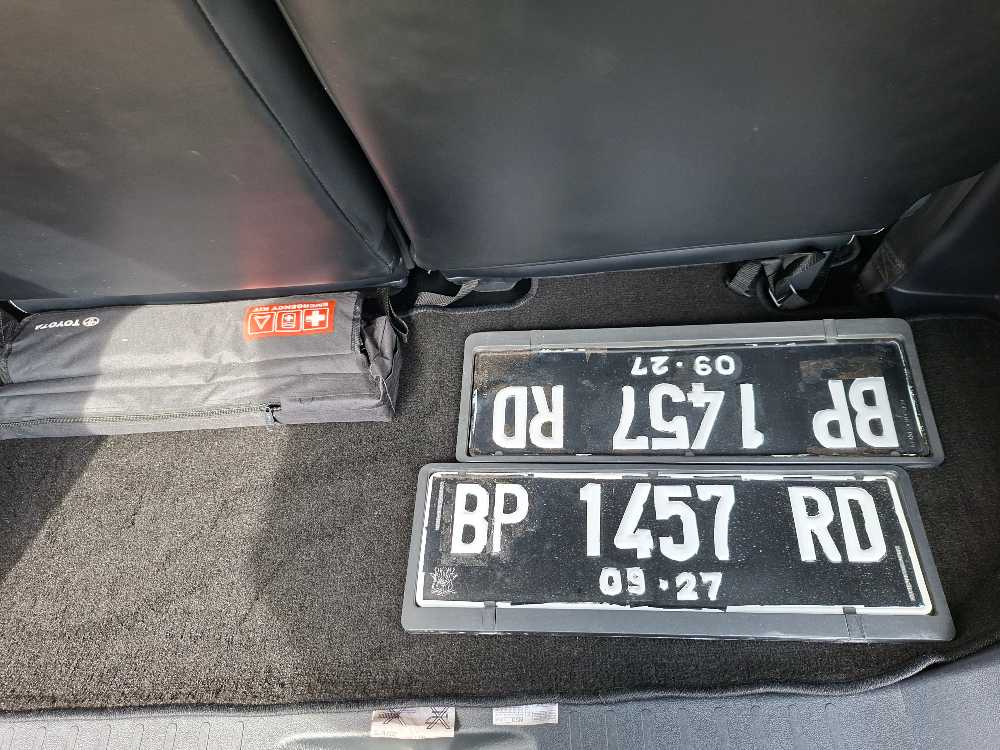 TOYOTA
EMERGENCY KIT
09·27
BP 1457 RD
BP 1457 RD
09·27